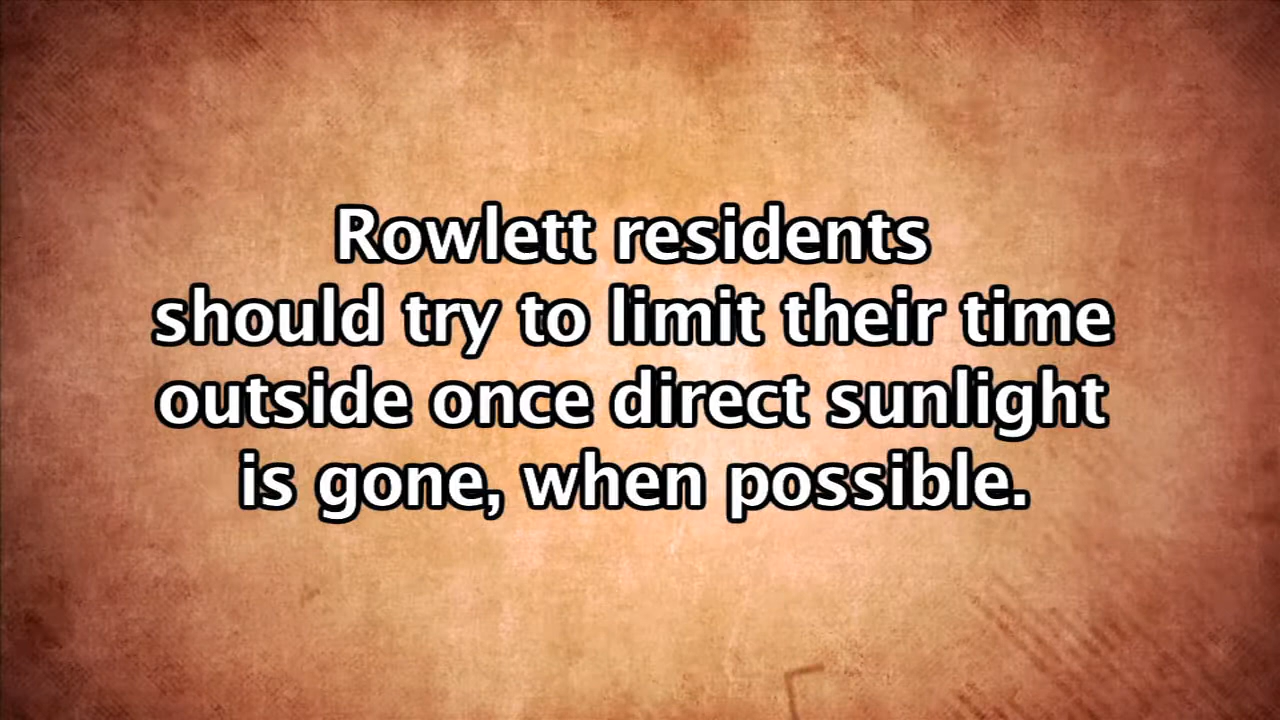 Rowlett residents
should try to limit their time
outside once direct sunlight
is gone, when possible.